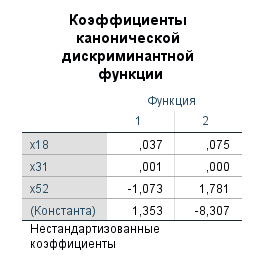 Коэффициенты
канонической
дискриминантной
функции
Функция
1 2
x18 ,037 ,075
x31 ,001 ,000
x52 -1,073 1,781
(Константа) 1,353 -8,307
Нестандартизованные
коэффициенты